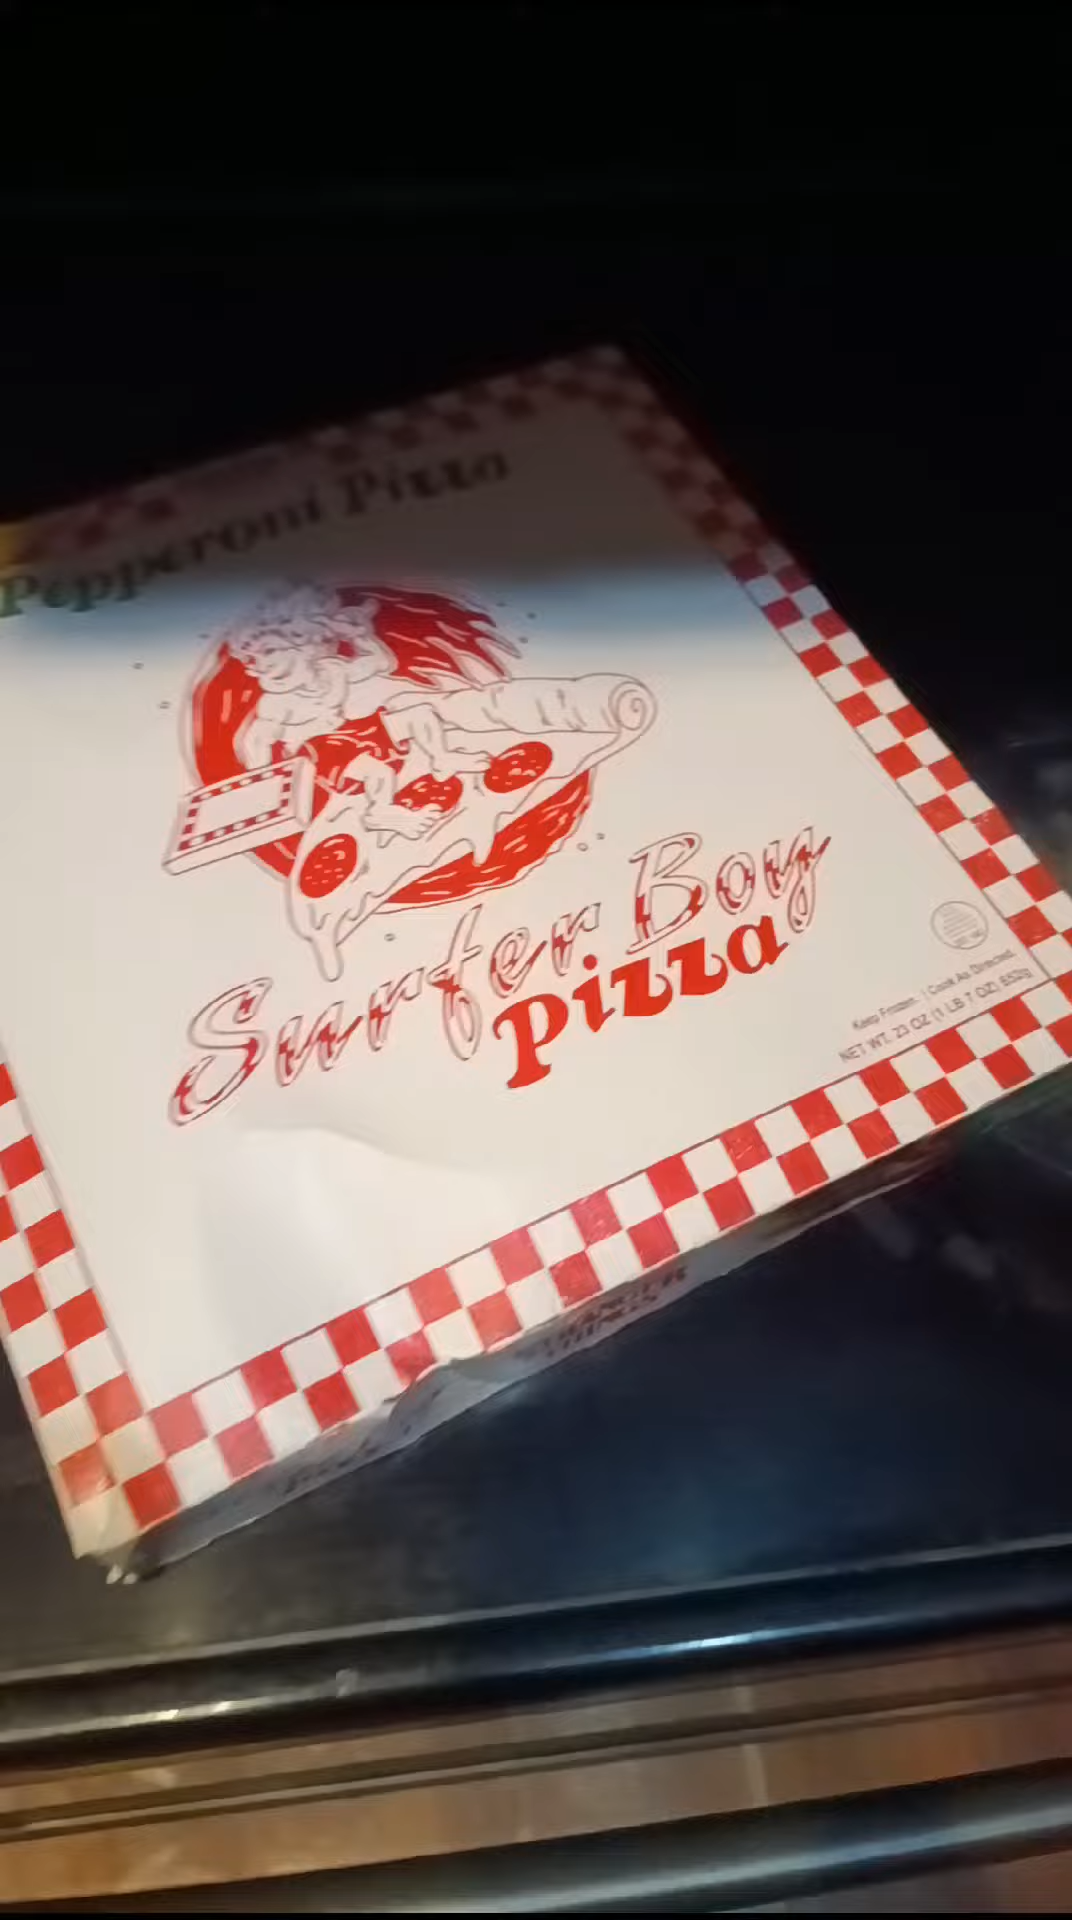 Pepperoni Pizza
Surfer Boy
Pizza
Keep Frozen. | Cook As Directed.
NET WT. 23 OZ (1 LB 7 OZ) 652g